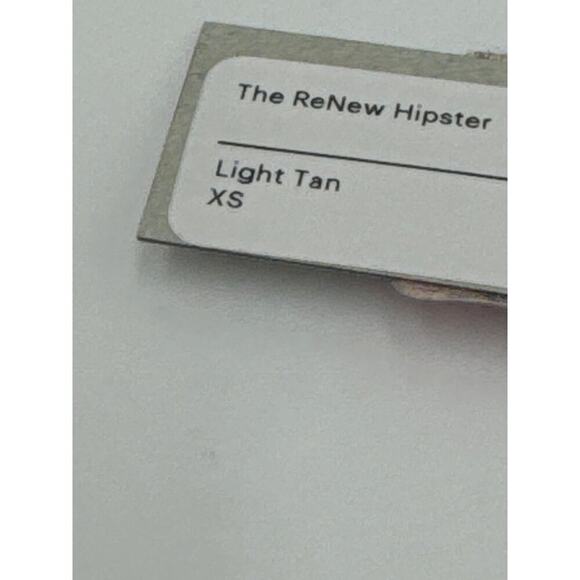 The ReNew Hipster
Light Tan
XS